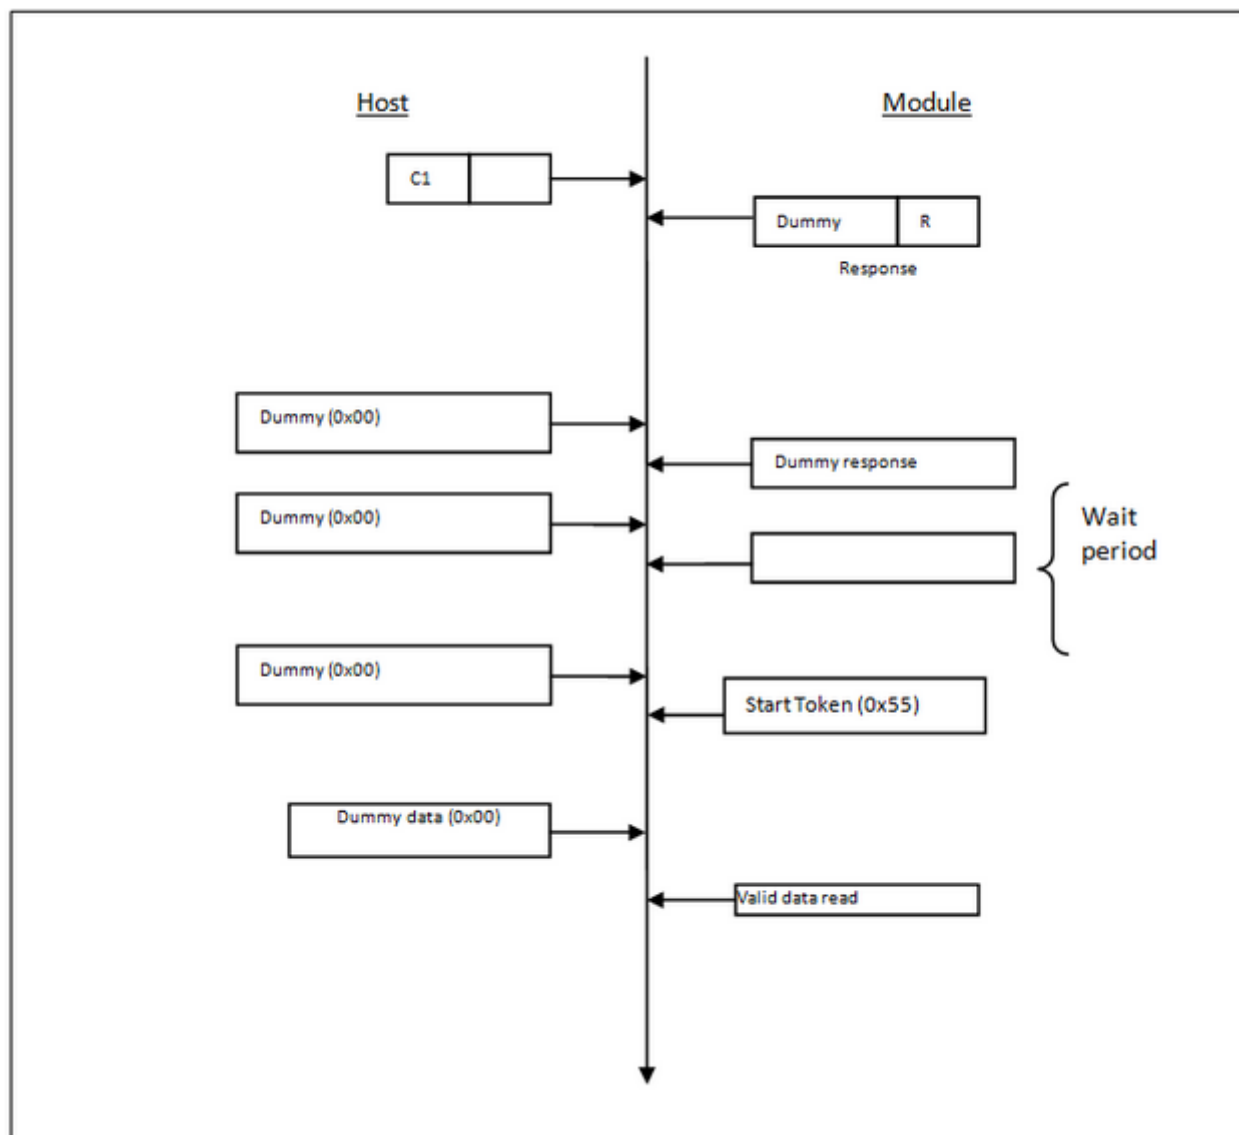 Host
Module
C1
Dummy R
Response
Dummy (0x00)
Dummy response
Dummy (0x00)
Wait
period
Dummy (0x00)
Start Token (0x55)
Dummy data (0x00)
Valid data read